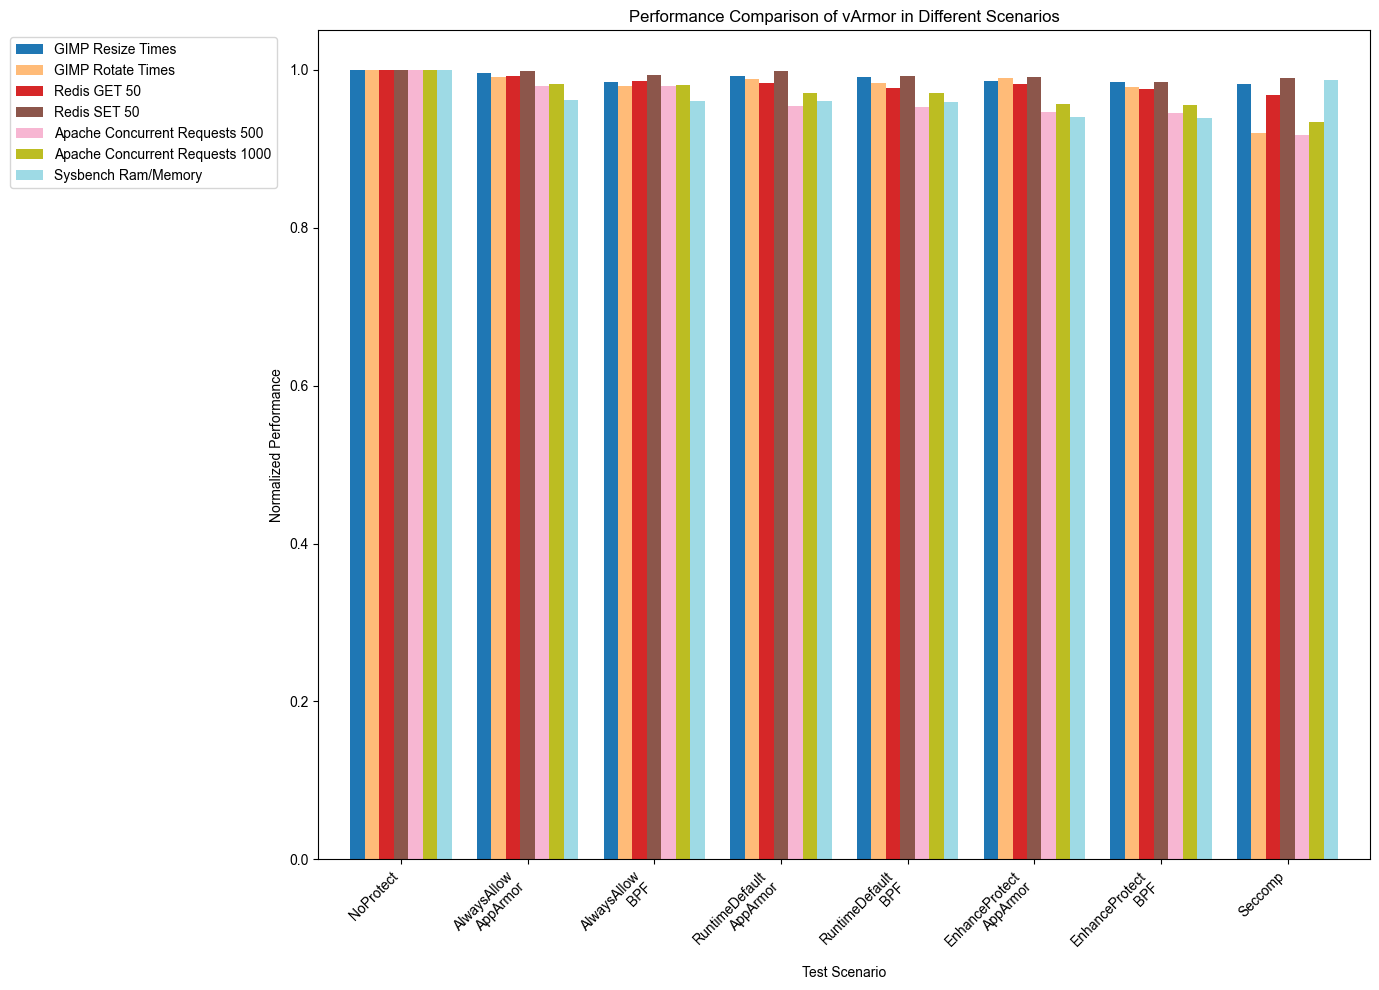 Performance Comparison of vArmor in Different Scenarios
GIMP Resize Times
GIMP Rotate Times
Redis GET 50
Redis SET 50
Apache Concurrent Requests 500
Apache Concurrent Requests 1000
Sysbench Ram/Memory
Normalized Performance
1.0
0.8
0.6
0.4
0.2
0.0
NoProtect
AlwaysAllow
AppArmor
AlwaysAllow
BPF
RuntimeDefault
AppArmor
RuntimeDefault
BPF
EnhanceProtect
AppArmor
EnhanceProtect
BPF
Seccomp
Test Scenario